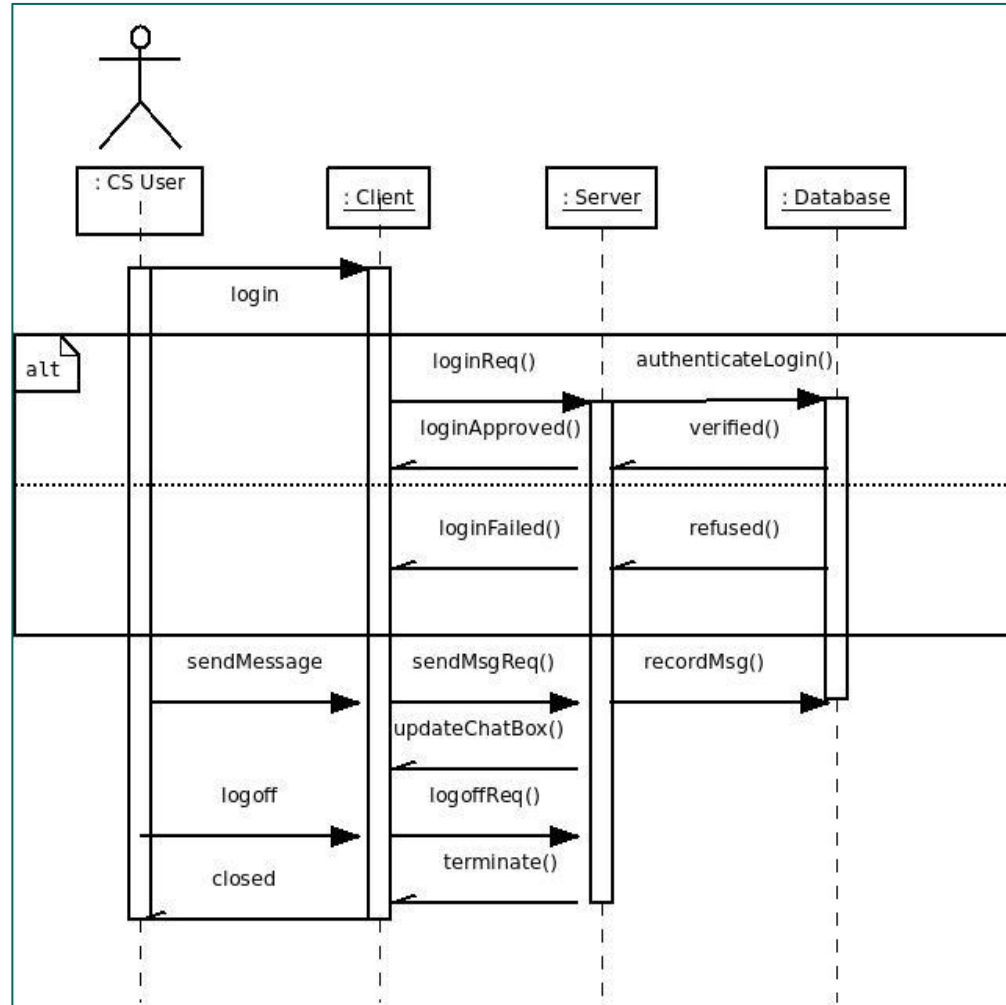 : CS User
: Client
: Server
: Database
login
alt
loginReq()
authenticateLogin()
loginApproved()
verified()
loginFailed()
refused()
sendMessage
sendMsgReq()
recordMsg()
updateChatBox()
logoff
logoffReq()
terminate()
closed